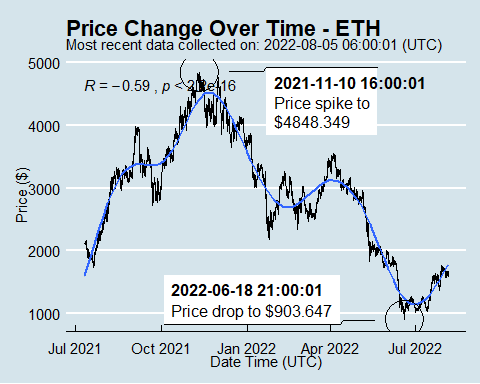 Price Change Over Time - ETH
Most recent data collected on: 2022-08-05 06:00:01 (UTC)
5000
R = −0.59 , p < 2.2e−16
2021-11-10 16:00:01
Price spike to
$4848.349
4000
3000
Price ($)
2000
2022-06-18 21:00:01
Price drop to $903.647
1000
Jul 2021 Oct 2021 Jan 2022 Apr 2022 Jul 2022
Date Time (UTC)